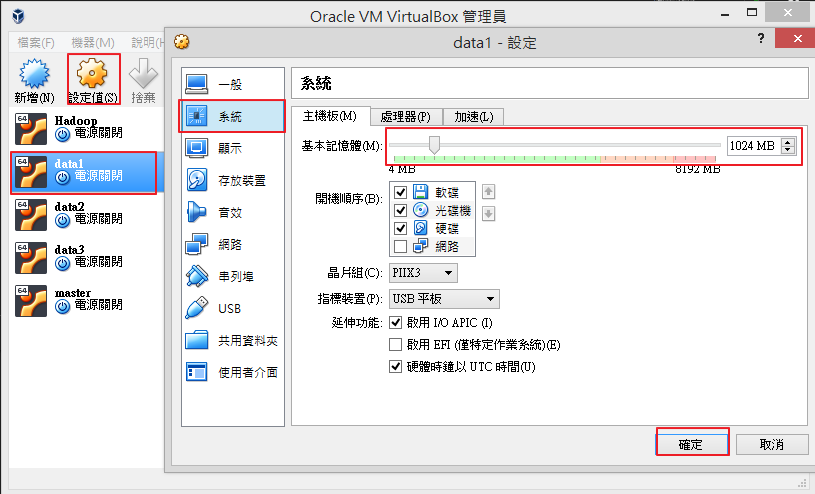 Oracle VM VirtualBox 管理員
檔案(F) 機器(M) 說明(H
新增(N) 設定值(S) 捨棄
64 Hadoop
電源關閉
64 data1
電源關閉
64 data2
電源關閉
64 data3
電源關閉
64 master
電源關閉
data1 - 設定
?
一般
系統
顯示
存放裝置
音效
網路
串列埠
USB
共用資料夾
使用者介面
系統
主機板(M) 處理器(P) 加速(L)
基本記憶體(M): 1024 MB
4 MB 8192 MB
開機順序(B): 軟碟
光碟機
硬碟
網路
晶片組(C): PIIX3
指標裝置(P): USB 平板
延伸功能: 啟用 I/O APIC (I)
啟用 EFI (僅特定作業系統)(E)
硬體時鐘以 UTC 時間(U)
確定 取消